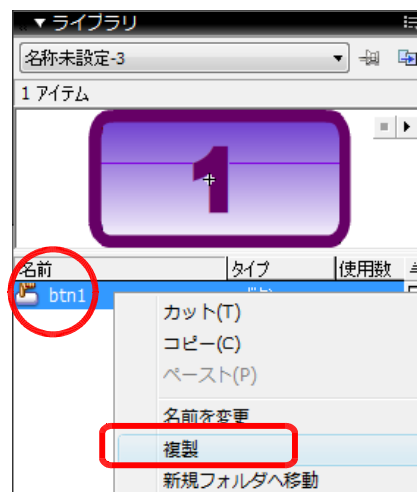 ▼ ライブラリ
名称未設定-3
1 アイテム
1
名前 タイプ 使用数
btn1
カット(T)
コピー(C)
ペースト(P)
名前を変更
複製
新規フォルダへ移動